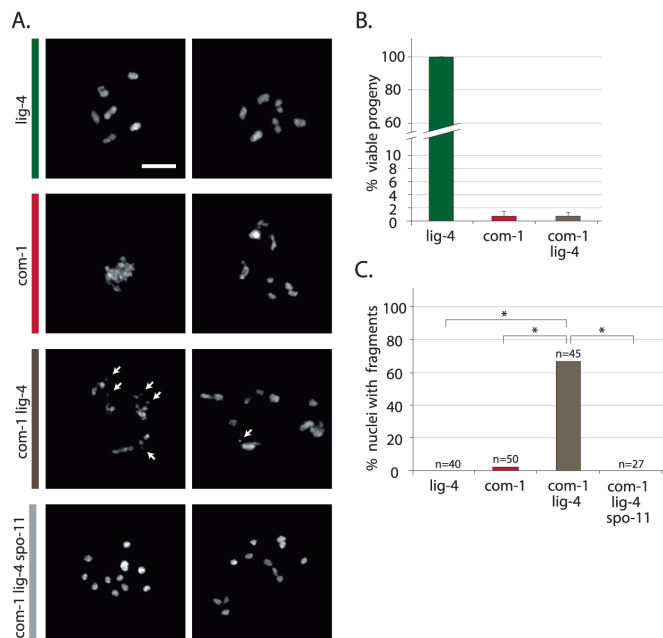 A.
lig-4
com-1
com-1 lig-4
com-1 lig-4 spo-11
B.
% viable progeny
100
80
60
10
8
6
4
2
0
lig-4
com-1
com-1
lig-4
C.
% nuclei with fragments
100
80
60
40
20
0
*
* *
n=45
n=40
n=50
n=27
lig-4
com-1
com-1
lig-4
com-1
lig-4
spo-11